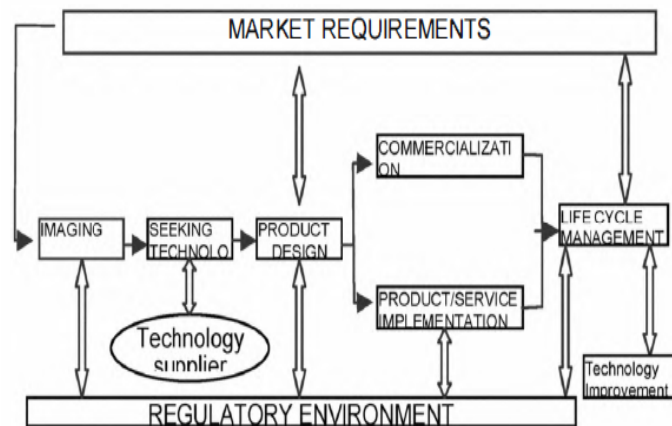 MARKET REQUIREMENTS
COMMERCIALIZATI
ON
IMAGING
SEEKING
TECHNOLO
PRODUCT
DESIGN
LIFE CYCLE
MANAGEMENT
PRODUCT/SERVICE
IMPLEMENTATION
Technology
supplier
Technology
Improvement
REGULATORY ENVIRONMENT